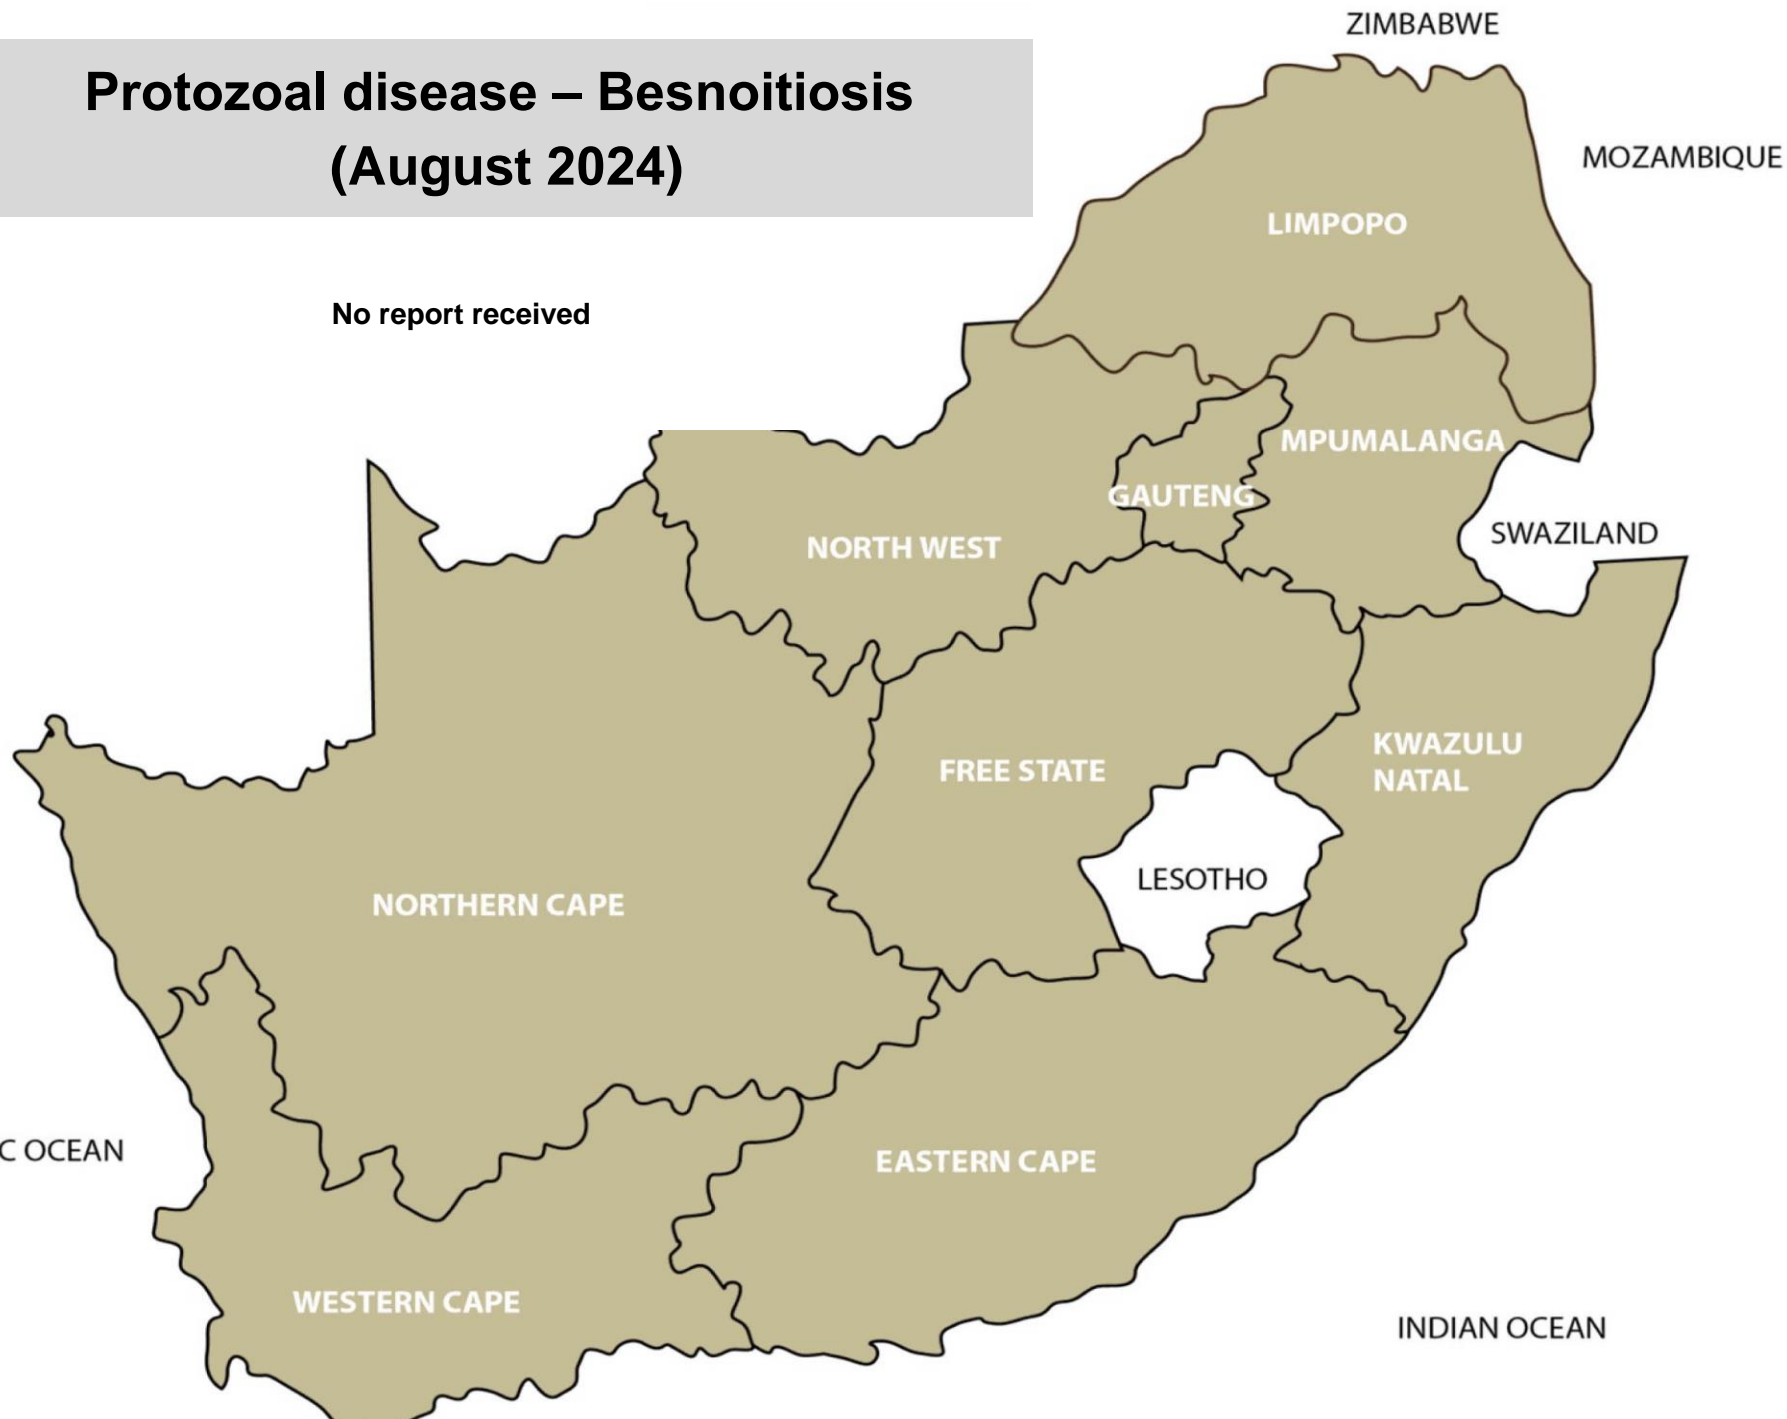 ZIMBABWE
Protozoal disease – Besnoitiosis
(August 2024)
MOZAMBIQUE
LIMPOPO
No report received
MPUMALANGA
GAUTENG
SWAZILAND
NORTH WEST
KWAZULU
NATAL
FREE STATE
LESOTHO
NORTHERN CAPE
C OCEAN
EASTERN CAPE
WESTERN CAPE
INDIAN OCEAN